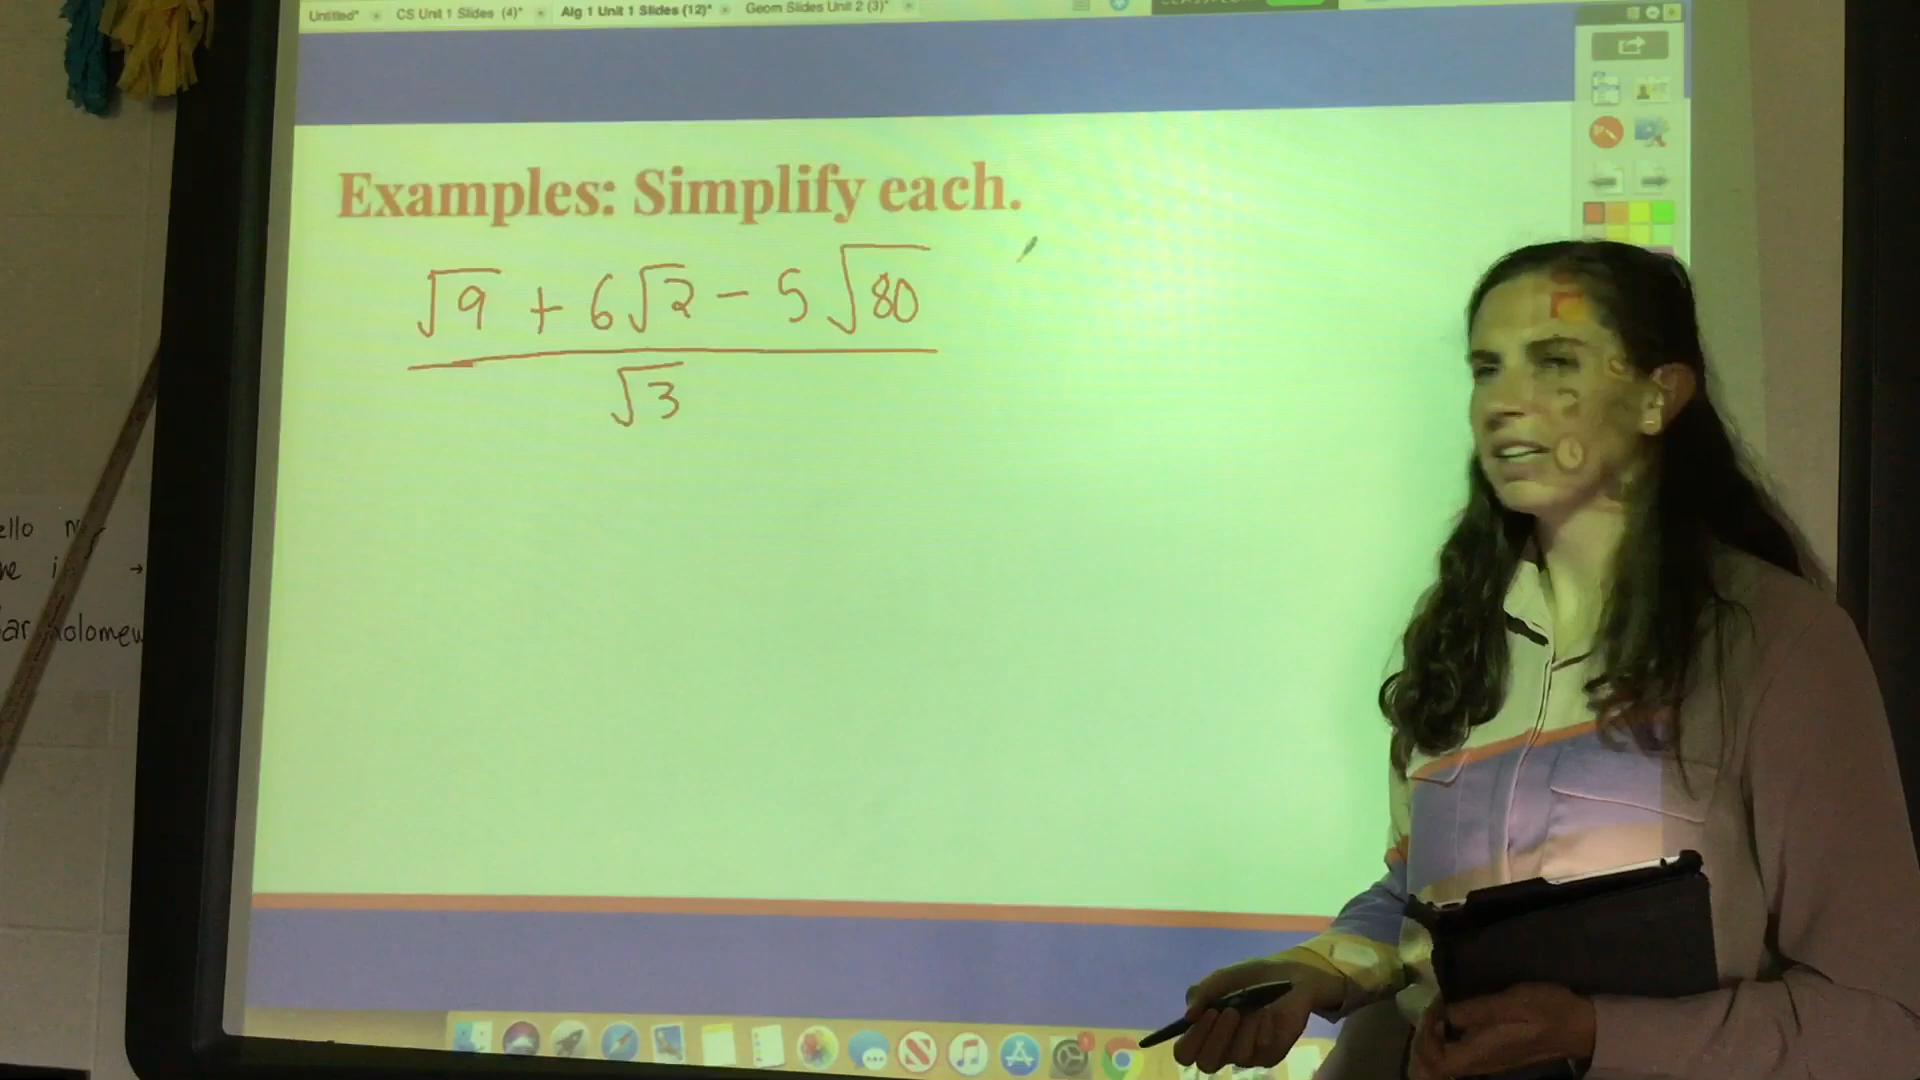 Untitled* CS Unit 1 Slides (4)* Alg 1 Unit 1 Slides (12)* Geom Slides Unit 2 (3)*
Examples: Simplify each.
√9 + 6√2 - 5√80
√3